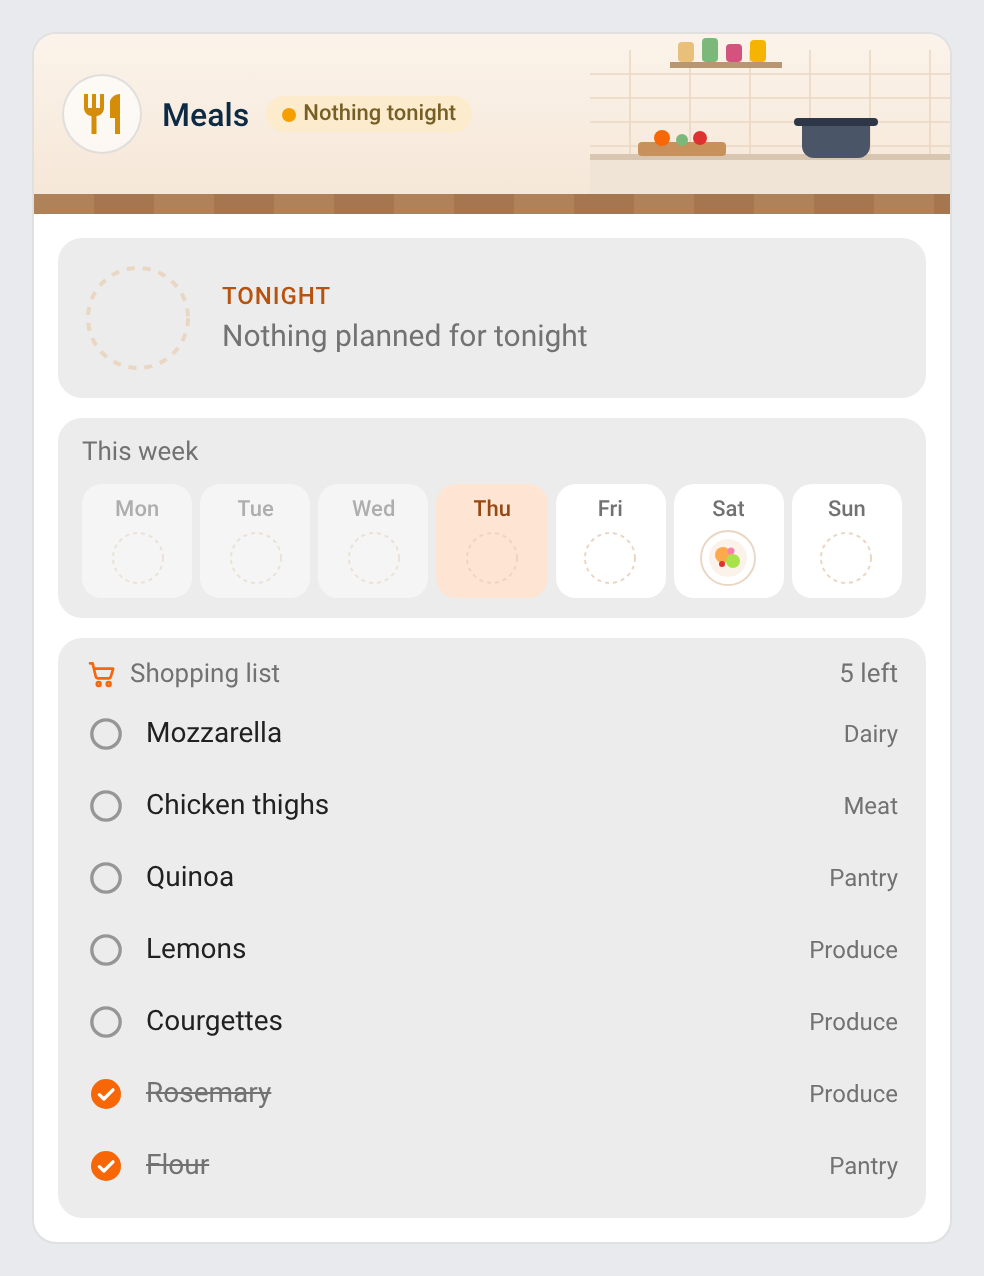 Meals
Nothing tonight
TONIGHT
Nothing planned for tonight
This week
Mon Tue Wed Thu Fri Sat Sun
Shopping list 5 left
Mozzarella Dairy
Chicken thighs Meat
Quinoa Pantry
Lemons Produce
Courgettes Produce
Rosemary Produce
Flour Pantry